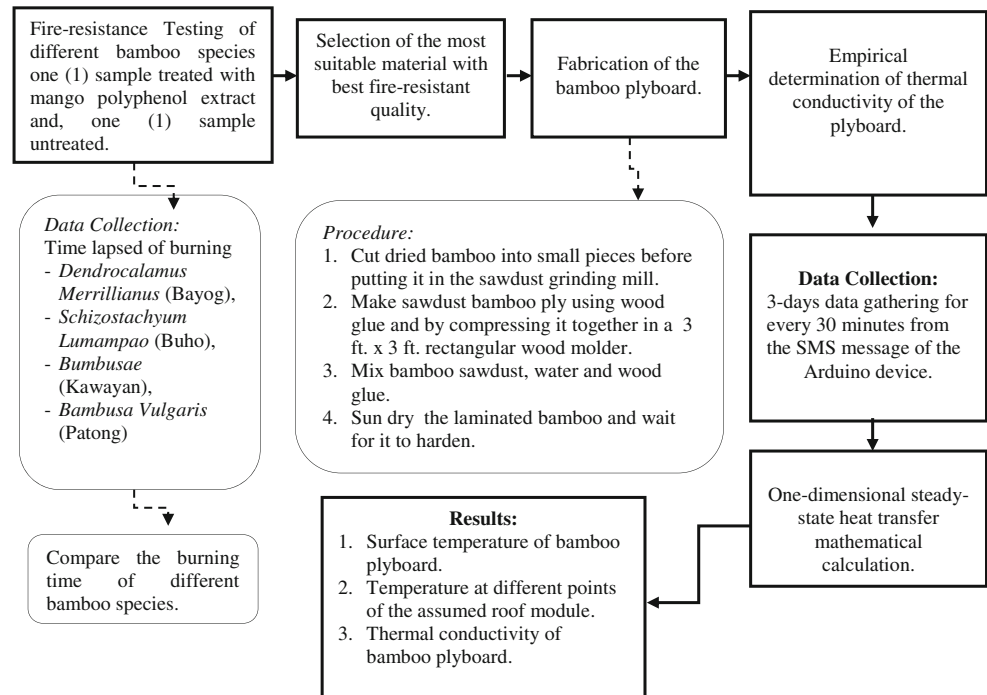 Fire-resistance Testing of
different bamboo species
one (1) sample treated with
mango polyphenol extract
and, one (1) sample
untreated.
Selection of the most
suitable material with
best fire-resistant
quality.
Fabrication of the
bamboo plyboard.
Empirical
determination of thermal
conductivity of the
plyboard.
Data Collection:
Time lapsed of burning
- Dendrocalamus
Merrillianus (Bayog),
- Schizostachyum
Lumampao (Buho),
- Bumbusae
(Kawayan),
- Bambusa Vulgaris
(Patong)
Procedure:
1. Cut dried bamboo into small pieces before
putting it in the sawdust grinding mill.
2. Make sawdust bamboo ply using wood
glue and by compressing it together in a 3
ft. x 3 ft. rectangular wood molder.
3. Mix bamboo sawdust, water and wood
glue.
4. Sun dry the laminated bamboo and wait
for it to harden.
Data Collection:
3-days data gathering for
every 30 minutes from
the SMS message of the
Arduino device.
Compare the burning
time of different
bamboo species.
Results:
1. Surface temperature of bamboo
plyboard.
2. Temperature at different points
of the assumed roof module.
3. Thermal conductivity of
bamboo plyboard.
One-dimensional steady-
state heat transfer
mathematical
calculation.